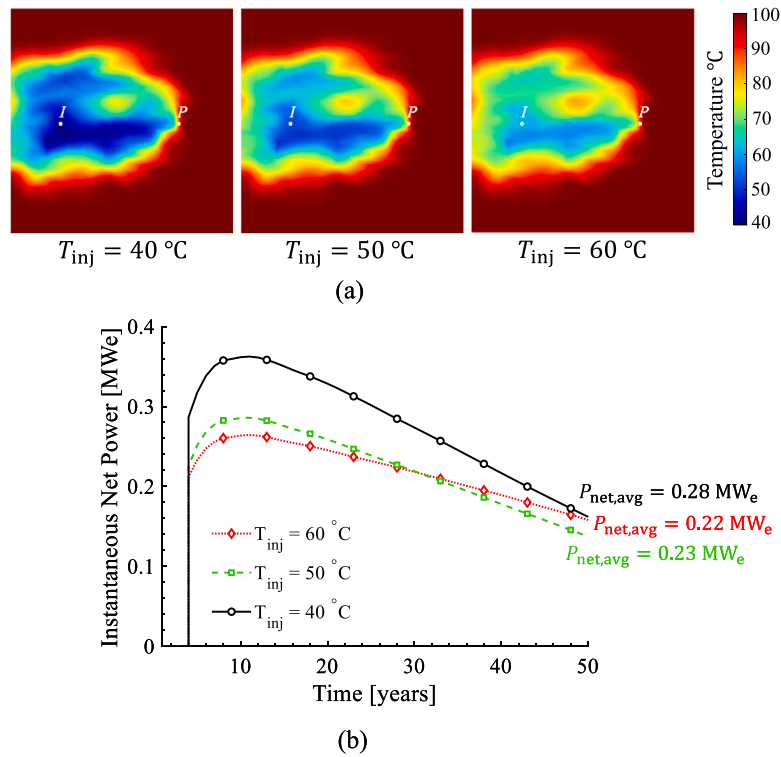 I P I P I P
100
90
80
70
60
50
40
Temperature °C
T_inj = 40 °C T_inj = 50 °C T_inj = 60 °C
(a)
Instantaneous Net Power [MWe]
0.4
0.3
0.2
0.1
0
P_net,avg = 0.28 MW_e
P_net,avg = 0.22 MW_e
P_net,avg = 0.23 MW_e
T_inj = 60 °C
T_inj = 50 °C
T_inj = 40 °C
10 20 30 40 50
Time [years]
(b)